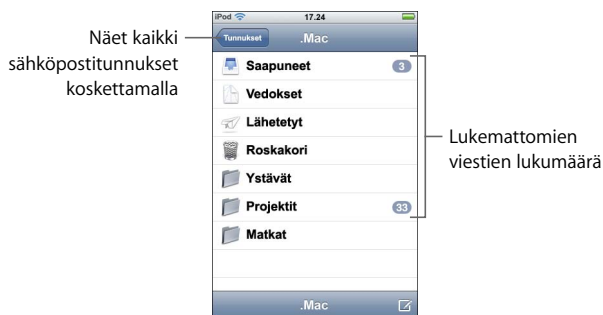 iPod 17.24
Tunnukset .Mac
Näet kaikki
sähköpostitunnukset
koskettamalla
Saapuneet 3
Vedokset
Lähetetyt
Roskakori
Ystävät
Projektit 33
Matkat
Lukemattomien
viestien lukumäärä
.Mac